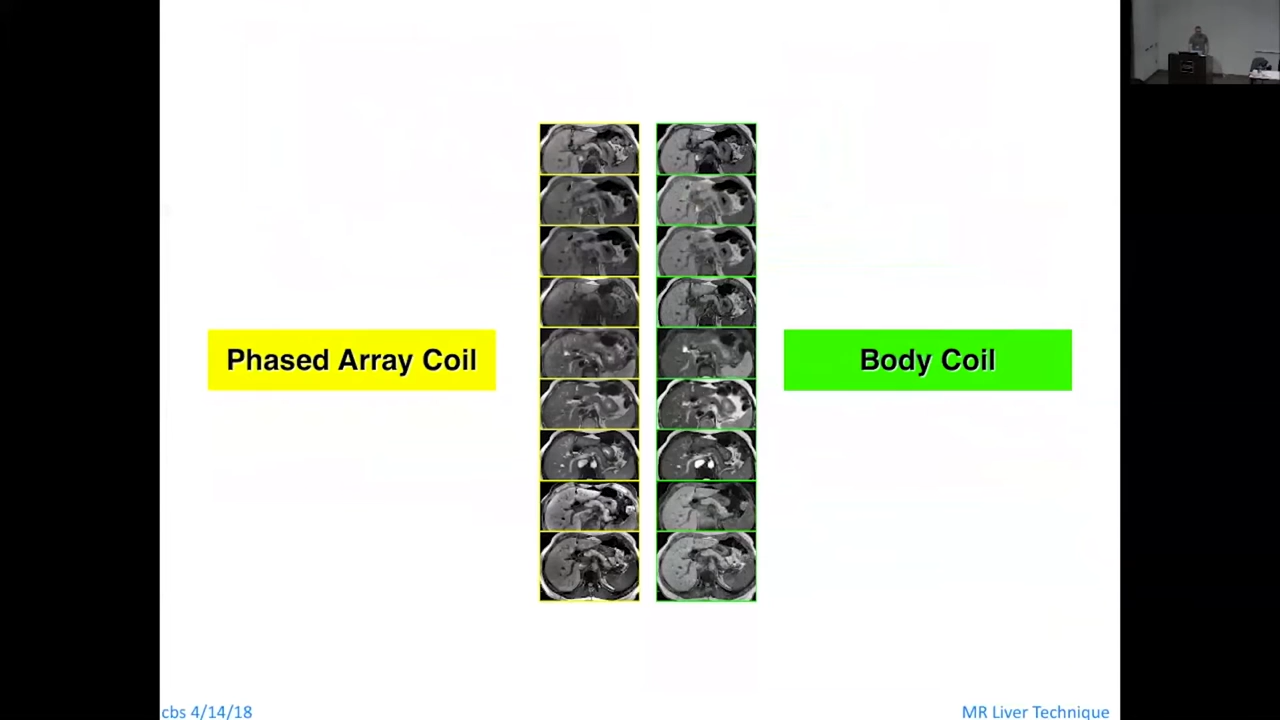 Phased Array Coil
Body Coil
cbs 4/14/18
MR Liver Technique